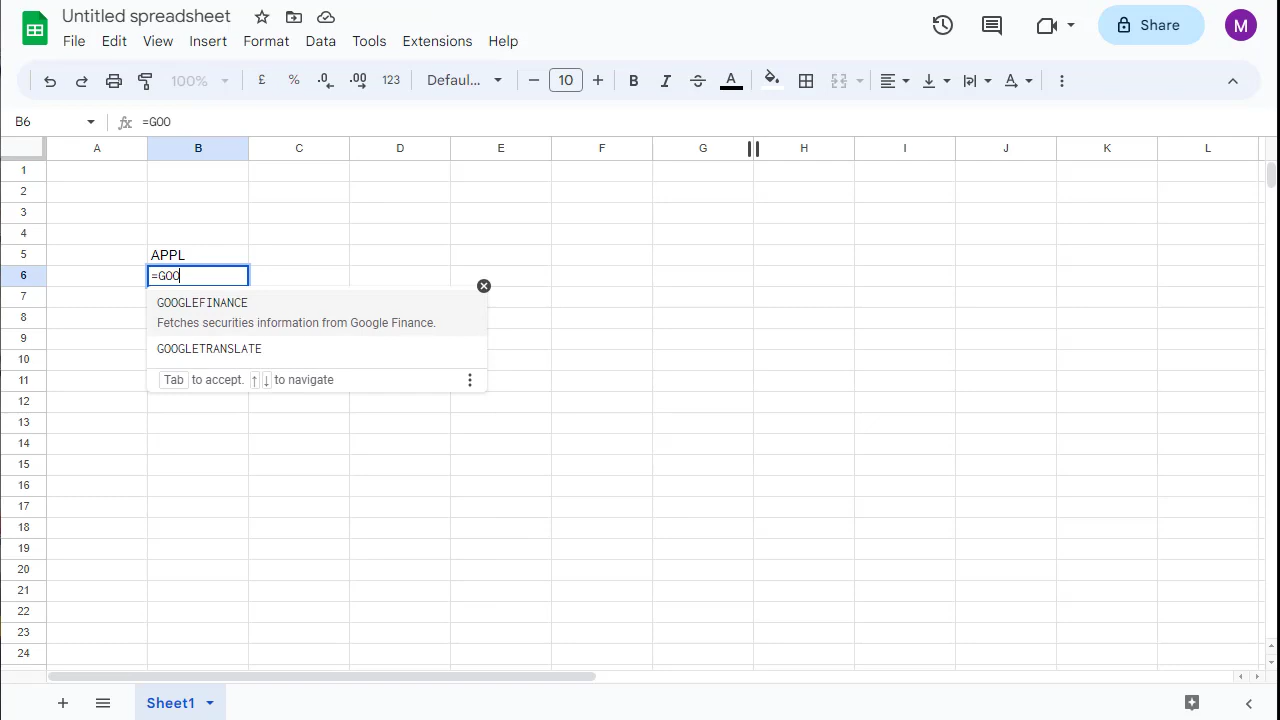 Untitled spreadsheet
File Edit View Insert Format Data Tools Extensions Help
Share
M
100% £ % .0 .00 123 Defaul... 10 B I S A A
B6 fx =GOO
A B C D E F G H I J K L
1
2
3
4
5 APPL
6 =GOO
7 GOOGLEFINANCE
8 Fetches securities information from Google Finance.
9 GOOGLETRANSLATE
10
11 Tab to accept. ↑ ↓ to navigate
12
13
14
15
16
17
18
19
20
21
22
23
24
Sheet1